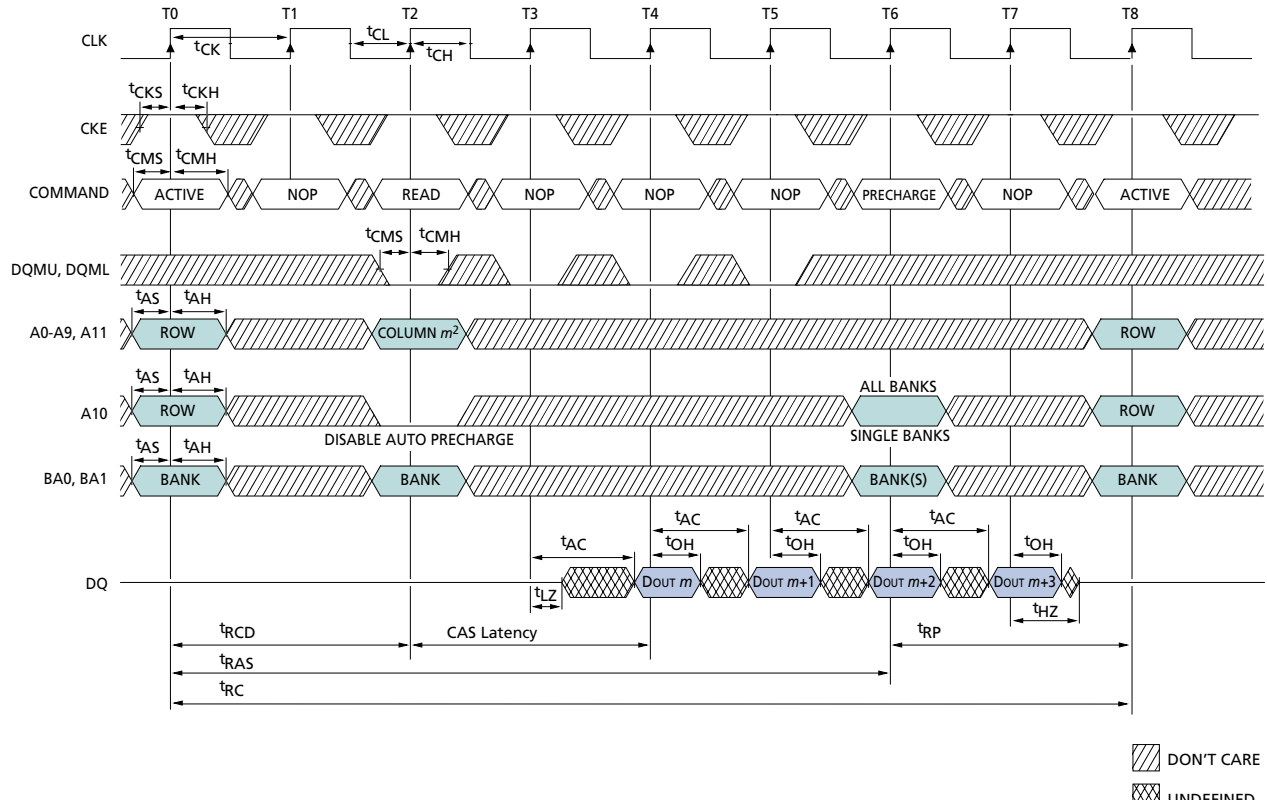 T0 T1 T2 T3 T4 T5 T6 T7 T8
CLK
tCK
tCL
tCH
tCKS tCKH
CKE
tCMS tCMH
COMMAND ACTIVE NOP READ NOP NOP NOP PRECHARGE NOP ACTIVE
tCMS tCMH
DQMU, DQML
tAS tAH
A0-A9, A11 ROW COLUMN m² ROW
tAS tAH
ALL BANKS
A10 ROW ROW
DISABLE AUTO PRECHARGE
SINGLE BANKS
tAS tAH
BA0, BA1 BANK BANK BANK(S) BANK
tAC tAC tAC
tAC tOH tOH tOH tOH
DQ DOUT m DOUT m+1 DOUT m+2 DOUT m+3
tLZ
tHZ
tRCD CAS Latency tRP
tRAS
tRC
DON'T CARE
UNDEFINED